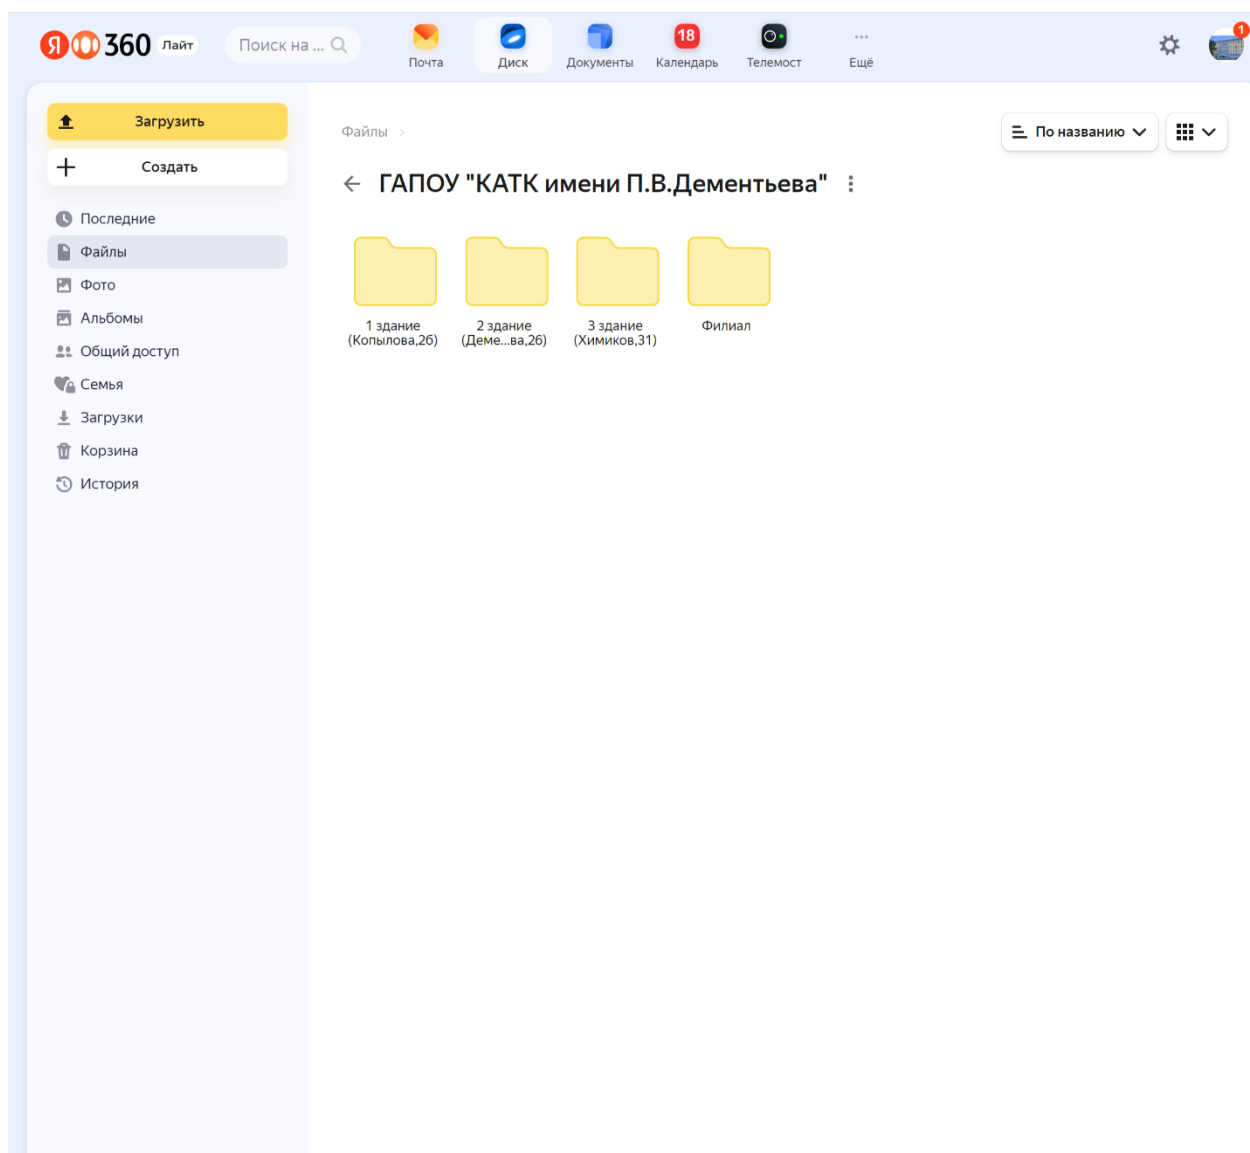 Я 360 Лайт
Поиск на ...
Почта
Диск
Документы
18
Календарь
Телемост
Ещё
1
Загрузить
Создать
Последние
Файлы
Фото
Альбомы
Общий доступ
Семья
Загрузки
Корзина
История
Файлы
По названию
ГАПОУ "КАТК имени П.В.Дементьева"
1 здание
(Копылова,2б)
2 здание
(Деме...ва,26)
3 здание
(Химиков,31)
Филиал